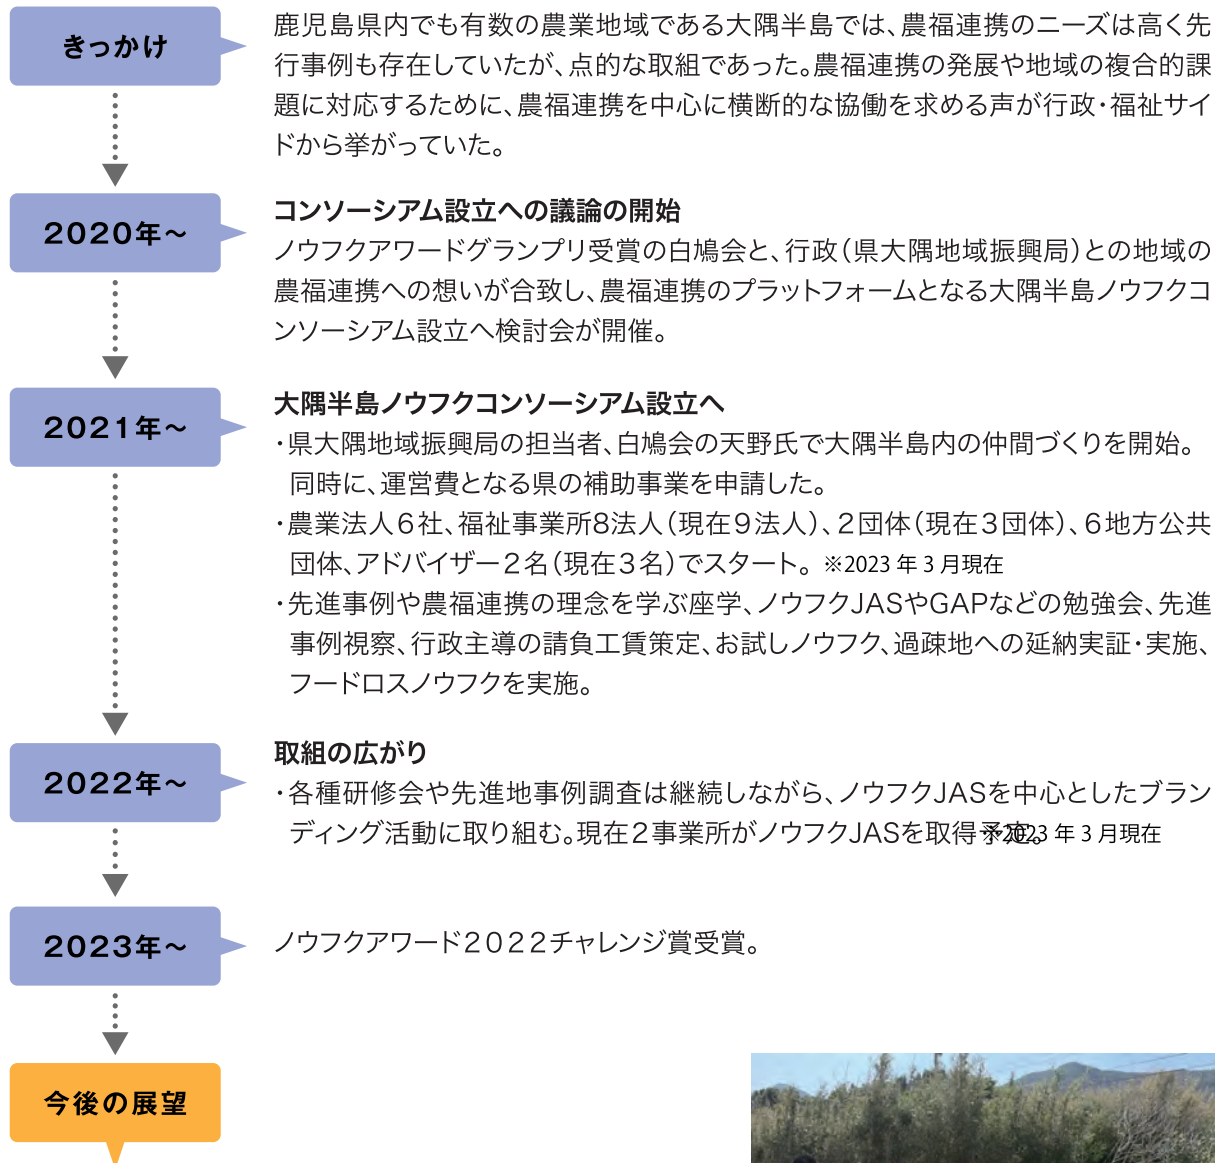 きっかけ
鹿児島県内でも有数の農業地域である大隅半島では、農福連携のニーズは高く先
行事例も存在していたが、点的な取組であった。農福連携の発展や地域の複合的課
題に対応するために、農福連携を中心に横断的な協働を求める声が行政・福祉サイ
ドから挙がっていた。
2020年～
コンソーシアム設立への議論の開始
ノウフクアワードグランプリ受賞の白鳩会と、行政（県大隅地域振興局）との地域の
農福連携への想いが合致し、農福連携のプラットフォームとなる大隅半島ノウフクコ
ンソーシアム設立へ検討会が開催。
2021年～
大隅半島ノウフクコンソーシアム設立へ
・県大隅地域振興局の担当者、白鳩会の天野氏で大隅半島内の仲間づくりを開始。
同時に、運営費となる県の補助事業を申請した。
・農業法人６社、福祉事業所８法人（現在９法人）、２団体（現在３団体）、６地方公共
団体、アドバイザー２名（現在３名）でスタート。 ※2023 年 3 月現在
・先進事例や農福連携の理念を学ぶ座学、ノウフクJASやGAPなどの勉強会、先進
事例視察、行政主導の請負工賃策定、お試しノウフク、過疎地への延納実証・実施、
フードロスノウフクを実施。
2022年～
取組の広がり
・各種研修会や先進地事例調査は継続しながら、ノウフクJASを中心としたブラン
ディング活動に取り組む。現在２事業所がノウフクJASを取得予定。※2023 年 3 月現在
2023年～
ノウフクアワード２０２２チャレンジ賞受賞。
今後の展望